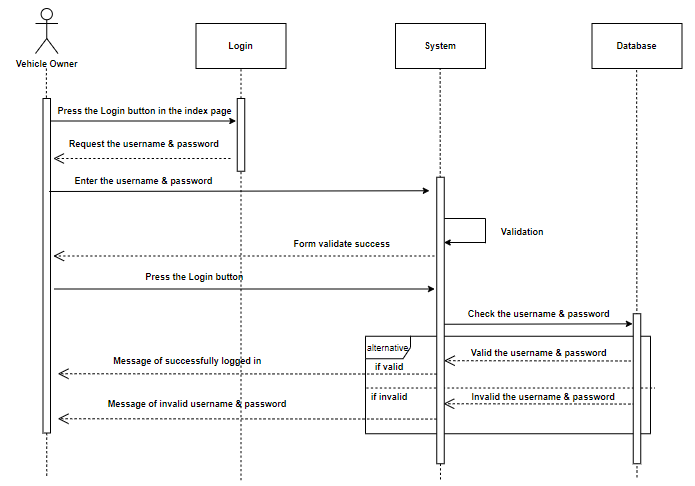 Vehicle Owner
Login
System
Database
Press the Login button in the index page
Request the username & password
Enter the username & password
Validation
Form validate success
Press the Login button
Check the username & password
alternative
Valid the username & password
Message of successfully logged in
if valid
if invalid
Invalid the username & password
Message of invalid username & password